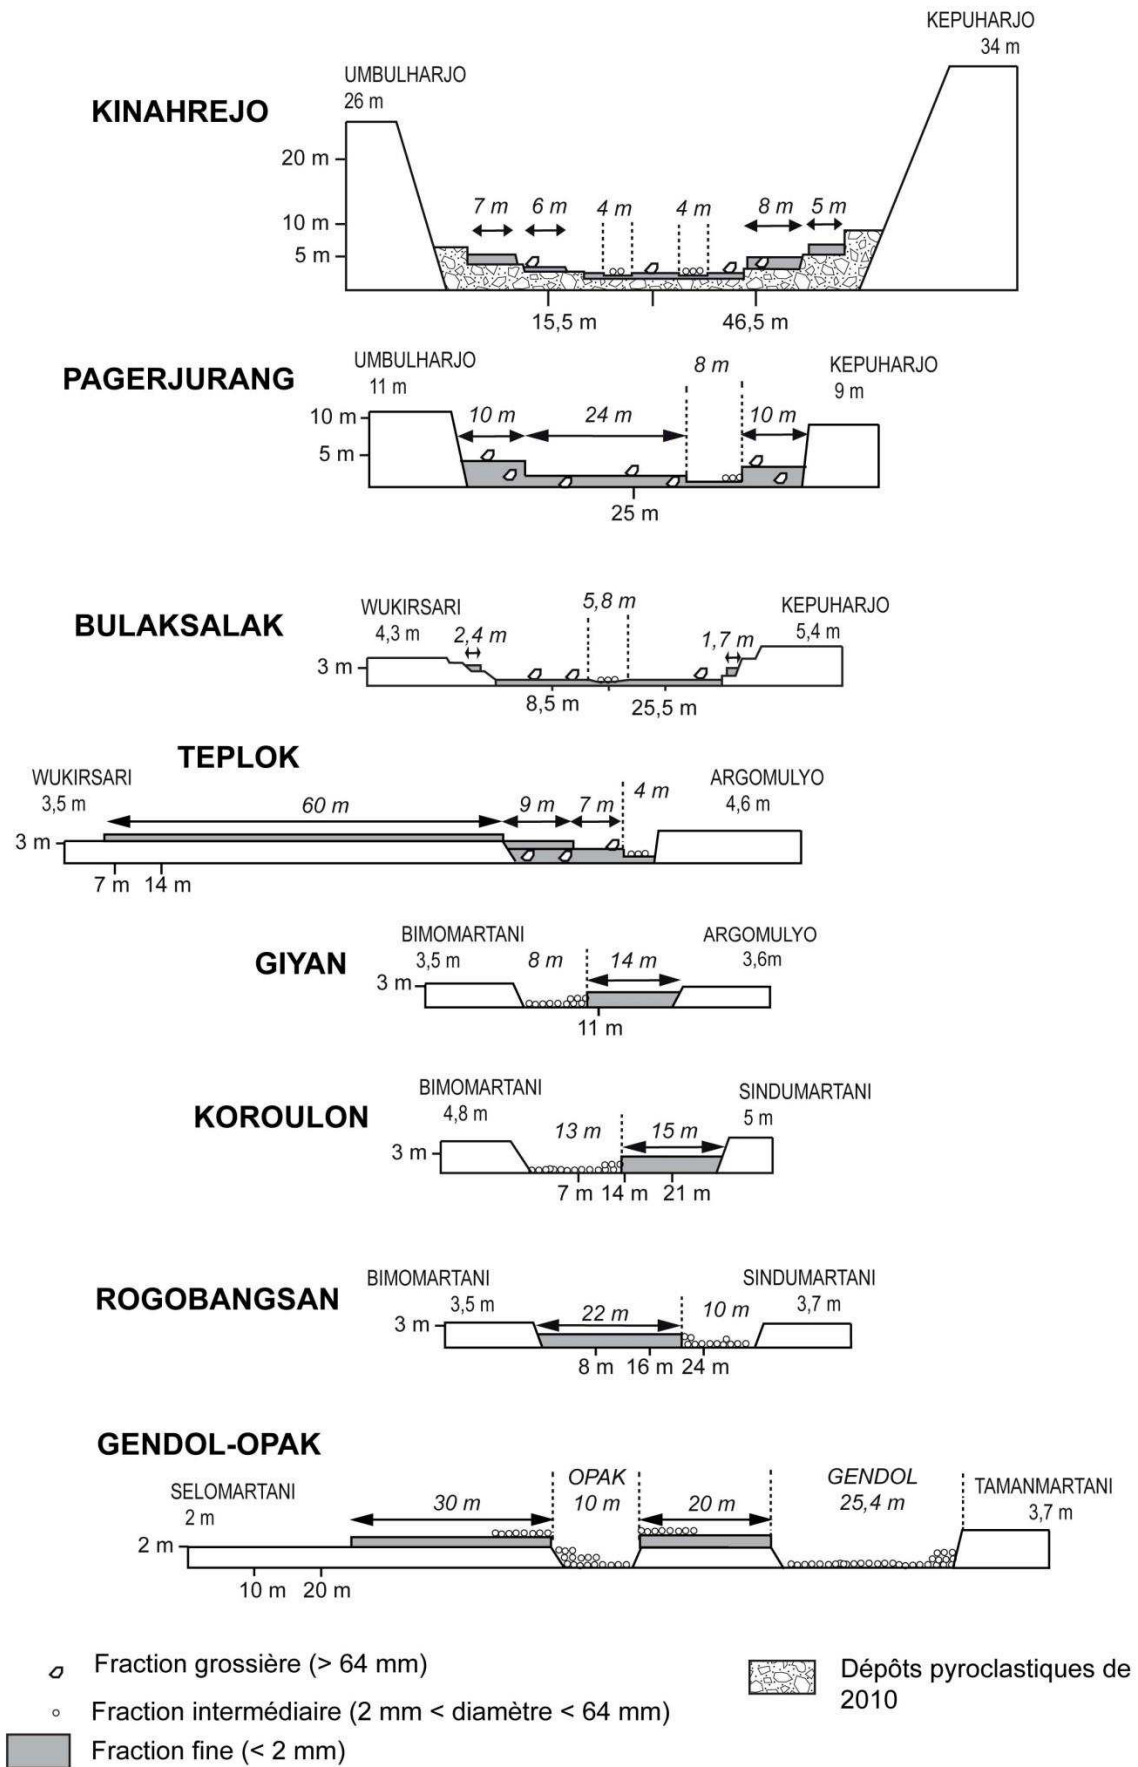 KEPUHARJO
34 m
UMBULHARJO
26 m
KINAHREJO
20 m
10 m
5 m
7 m
6 m
4 m
4 m
8 m
5 m
15,5 m
46,5 m
UMBULHARJO
11 m
PAGERJURANG
8 m
KEPUHARJO
9 m
10 m
5 m
10 m
24 m
10 m
25 m
BULAKSALAK
WUKIRSARI
4,3 m
2,4 m
5,8 m
KEPUHARJO
5,4 m
1,7 m
3 m
8,5 m
25,5 m
TEPLOK
WUKIRSARI
3,5 m
60 m
9 m
7 m
4 m
ARGOMULYO
4,6 m
3 m
7 m
14 m
GIYAN
BIMOMARTANI
3,5 m
8 m
14 m
ARGOMULYO
3,6m
3 m
11 m
KOROULON
BIMOMARTANI
4,8 m
13 m
15 m
SINDUMARTANI
5 m
3 m
7 m
14 m
21 m
ROGOBANGSAN
BIMOMARTANI
3,5 m
22 m
10 m
SINDUMARTANI
3,7 m
3 m
8 m
16 m
24 m
GENDOL-OPAK
SELOMARTANI
2 m
30 m
OPAK
10 m
20 m
GENDOL
25,4 m
TAMANMARTANI
3,7 m
2 m
10 m
20 m
Fraction grossière (> 64 mm)
Fraction intermédiaire (2 mm < diamètre < 64 mm)
Fraction fine (< 2 mm)
Dépôts pyroclastiques de
2010